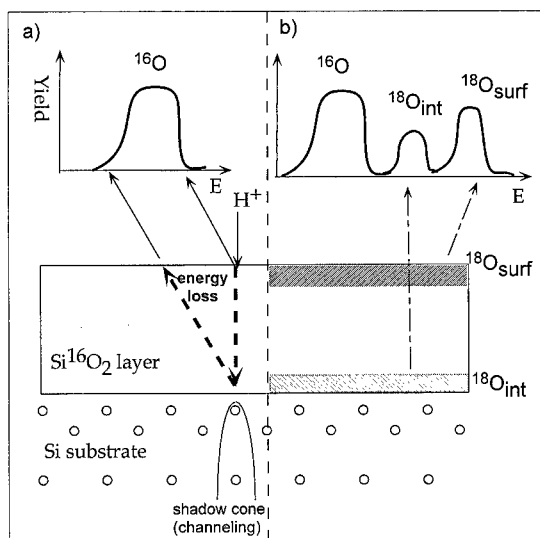 a)
¹⁶O
Yield
E
H⁺
energy
loss
Si¹⁶O₂ layer
Si substrate
shadow cone
(channeling)
b)
¹⁶O
¹⁸Oint
¹⁸Osurf
E
¹⁸Osurf
¹⁸Oint